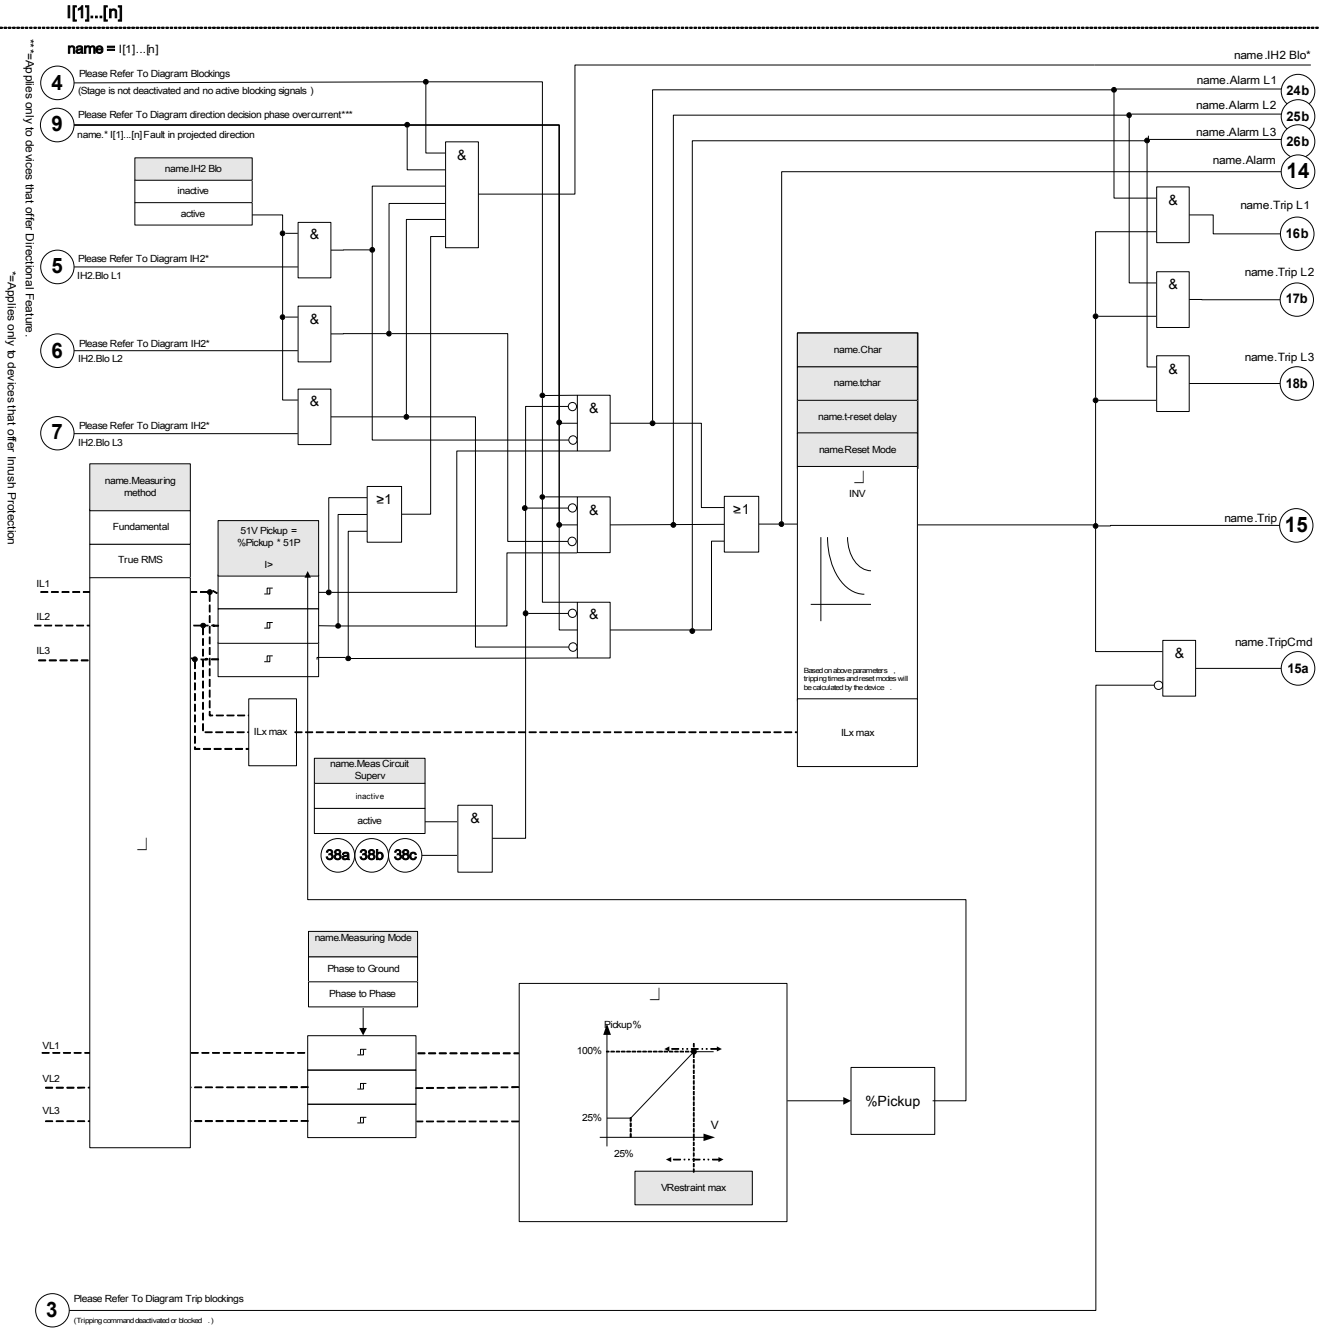 I[1]...[n]
name = I[1]...[n]
***=Applies only to devices that offer Directional Feature.
*=Applies only to devices that offer Inrush Protection
4
Please Refer To Diagram: Blockings
(Stage is not deactivated and no active blocking signals )
9
Please Refer To Diagram: direction decision phase overcurrent***
name.* I[1]...[n] Fault in projected direction
name.IH2 Blo
inactive
active
5
Please Refer To Diagram: IH2*
IH2.Blo L1
6
Please Refer To Diagram: IH2*
IH2.Blo L2
7
Please Refer To Diagram: IH2*
IH2.Blo L3
&
&
&
&
name.IH2 Blo*
name.Alarm L1
24b
name.Alarm L2
25b
name.Alarm L3
26b
name.Alarm
14
&
name.Trip L1
16b
&
name.Trip L2
17b
&
name.Trip L3
18b
name.Measuring
method
Fundamental
True RMS
IL1
IL2
IL3
51V Pickup =
%Pickup * 51P
I>
≥1
&
&
&
≥1
name.Char
name.tchar
name.t-reset delay
name.Reset Mode
INV
Based on above parameters ,
tripping times and reset modes will
be calculated by the device .
ILx max
ILx max
name.Trip
15
&
name.TripCmd
15a
name.Meas Circuit
Superv
inactive
active
&
38a
38b
38c
name.Measuring Mode
Phase to Ground
Phase to Phase
VL1
VL2
VL3
Pickup%
100%
25%
25%
V
VRestraint max
%Pickup
3
Please Refer To Diagram: Trip blockings
(Tripping command deactivated or blocked . )